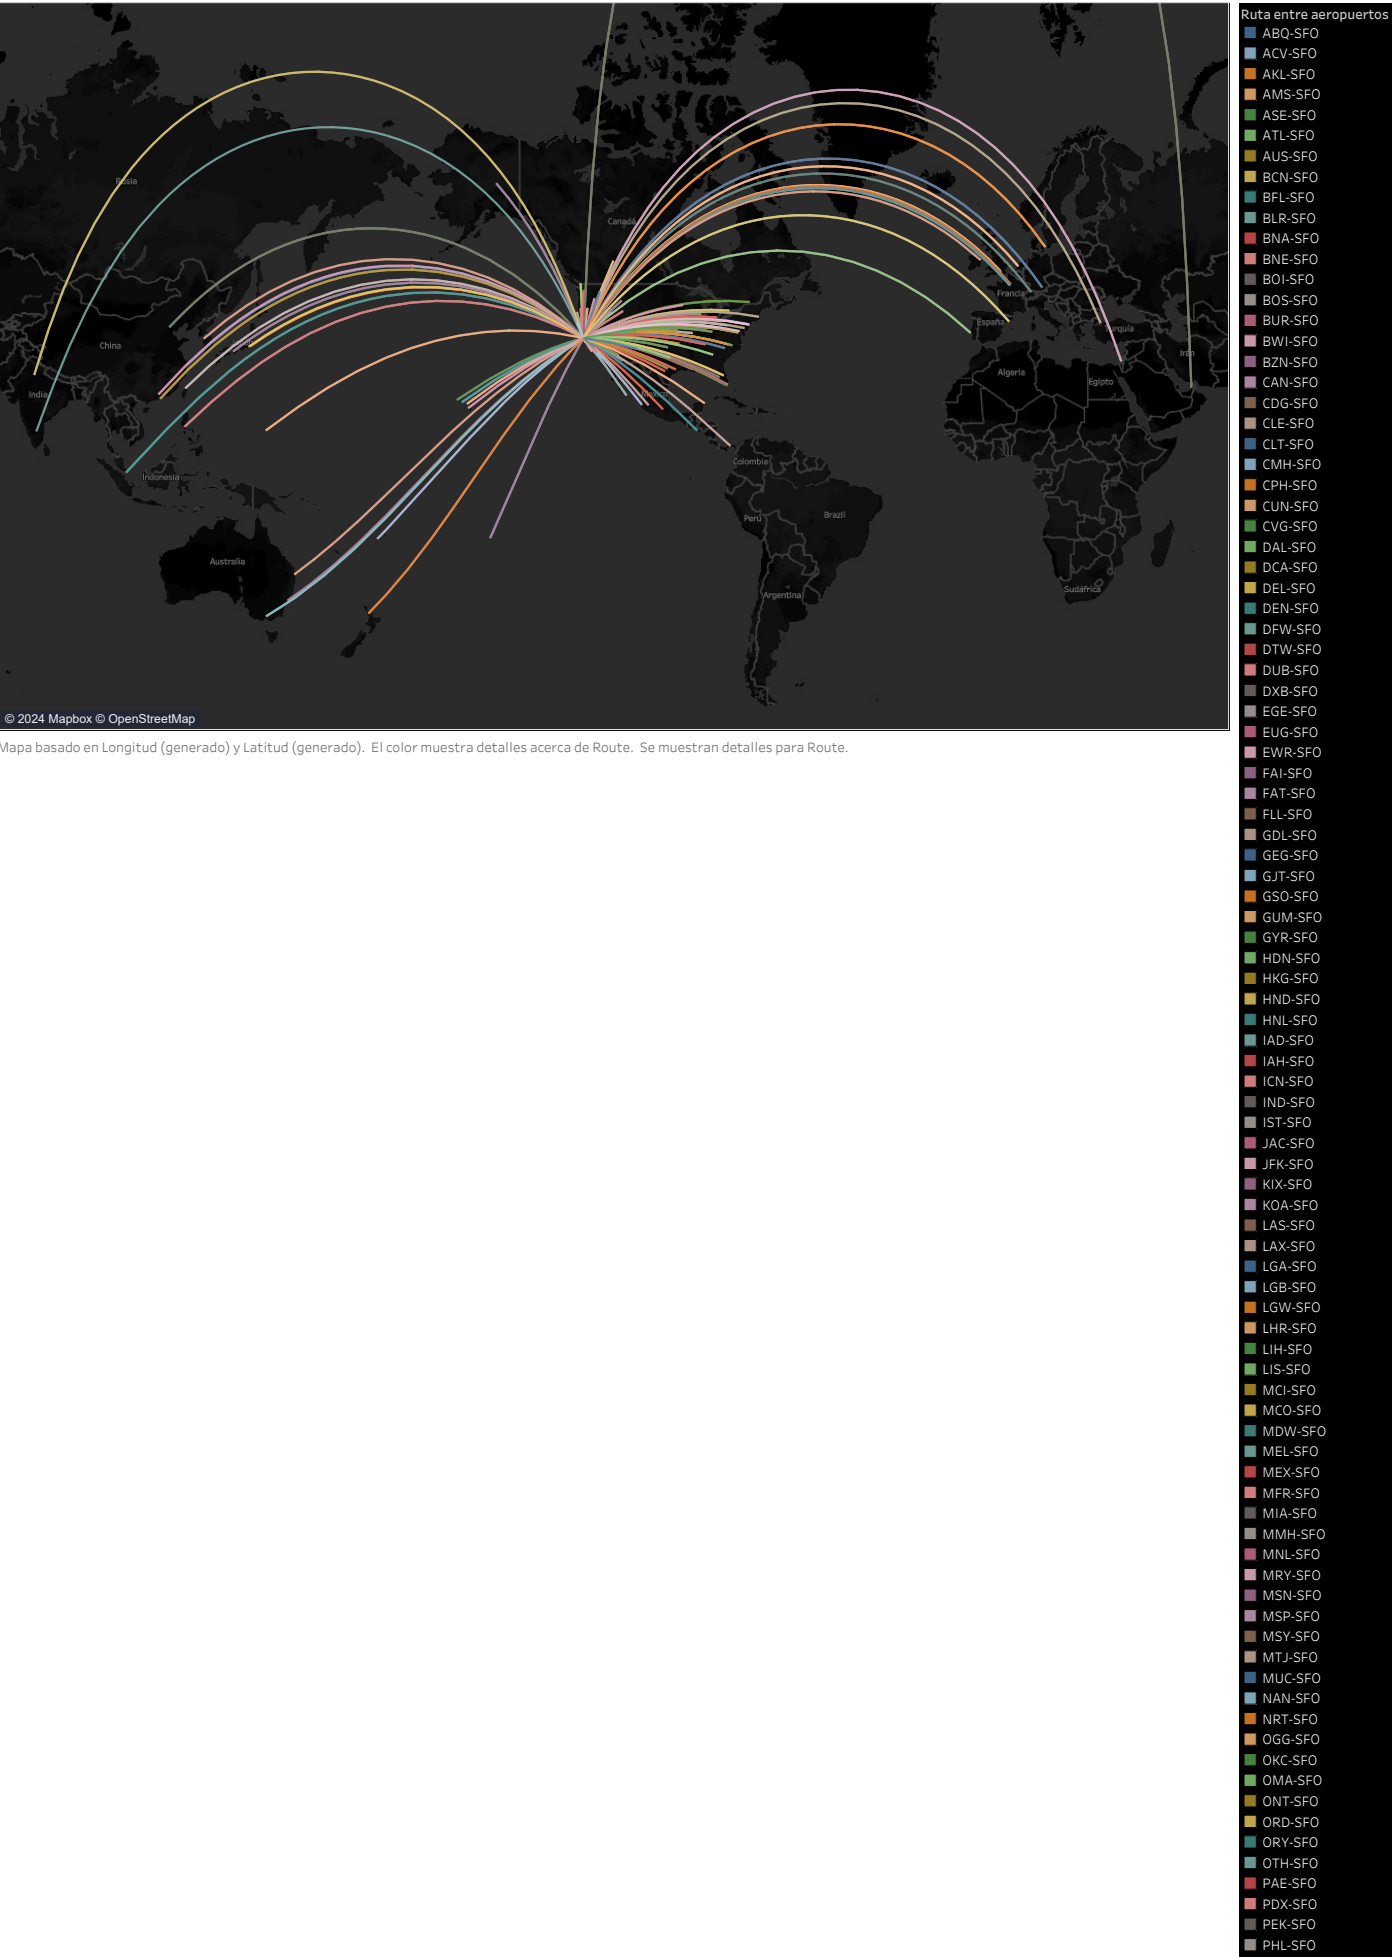 Rusia
Canadá
Francia
España
Turquía
China
Irán
Argelia
Egipto
India
México
Colombia
Indonesia
Perú
Brazil
Australia
Sudáfrica
Argentina
© 2024 Mapbox © OpenStreetMap
Mapa basado en Longitud (generado) y Latitud (generado). El color muestra detalles acerca de Route. Se muestran detalles para Route.
Ruta entre aeropuertos
ABQ-SFO
ACV-SFO
AKL-SFO
AMS-SFO
ASE-SFO
ATL-SFO
AUS-SFO
BCN-SFO
BFL-SFO
BLR-SFO
BNA-SFO
BNE-SFO
BOI-SFO
BOS-SFO
BUR-SFO
BWI-SFO
BZN-SFO
CAN-SFO
CDG-SFO
CLE-SFO
CLT-SFO
CMH-SFO
CPH-SFO
CUN-SFO
CVG-SFO
DAL-SFO
DCA-SFO
DEL-SFO
DEN-SFO
DFW-SFO
DTW-SFO
DUB-SFO
DXB-SFO
EGE-SFO
EUG-SFO
EWR-SFO
FAI-SFO
FAT-SFO
FLL-SFO
GDL-SFO
GEG-SFO
GJT-SFO
GSO-SFO
GUM-SFO
GYR-SFO
HDN-SFO
HKG-SFO
HND-SFO
HNL-SFO
IAD-SFO
IAH-SFO
ICN-SFO
IND-SFO
IST-SFO
JAC-SFO
JFK-SFO
KIX-SFO
KOA-SFO
LAS-SFO
LAX-SFO
LGA-SFO
LGB-SFO
LGW-SFO
LHR-SFO
LIH-SFO
LIS-SFO
MCI-SFO
MCO-SFO
MDW-SFO
MEL-SFO
MEX-SFO
MFR-SFO
MIA-SFO
MMH-SFO
MNL-SFO
MRY-SFO
MSN-SFO
MSP-SFO
MSY-SFO
MTJ-SFO
MUC-SFO
NAN-SFO
NRT-SFO
OGG-SFO
OKC-SFO
OMA-SFO
ONT-SFO
ORD-SFO
ORY-SFO
OTH-SFO
PAE-SFO
PDX-SFO
PEK-SFO
PHL-SFO